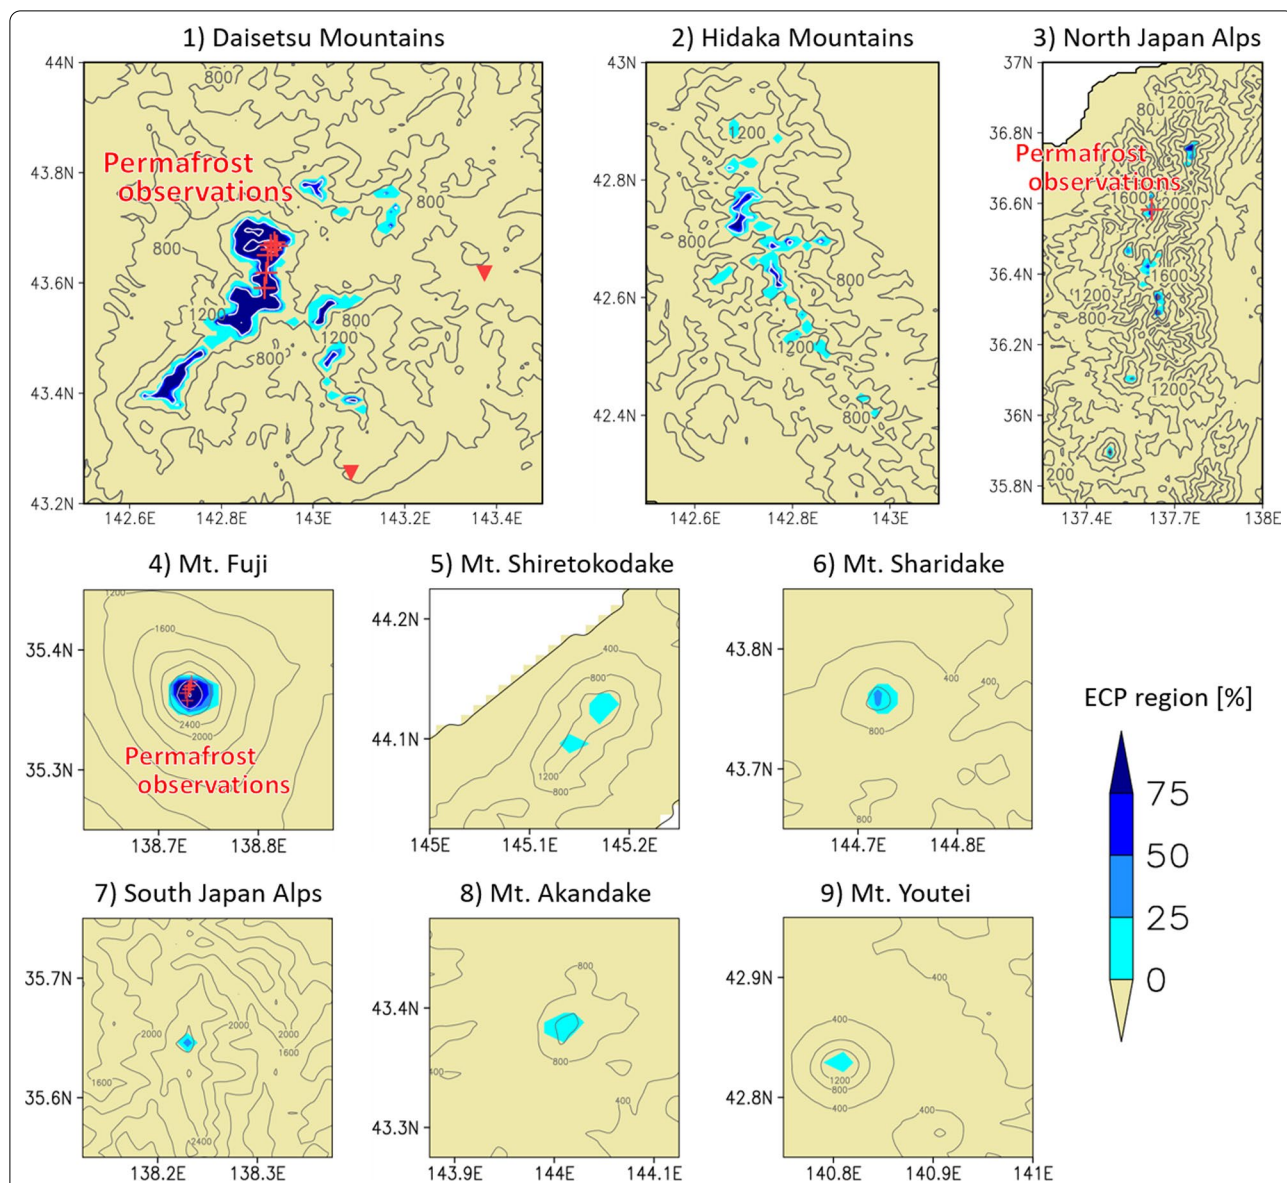 1) Daisetsu Mountains
44N
43.8N
43.6N
43.4N
43.2N
142.6E 142.8E 143E 143.2E 143.4E
800
Permafrost
observations
800
800
1200
800
800
1200
2) Hidaka Mountains
43N
42.8N
42.6N
42.4N
142.6E 142.8E 143E
1200
800
800
1200
800
3) North Japan Alps
37N
36.8N
36.6N
36.4N
36.2N
36N
35.8N
137.4E 137.7E 138E
1200
80
Permafrost
observations
1600 2000
1600
1200
800
1200
200
4) Mt. Fuji
35.4N
35.3N
138.7E 138.8E
1200
1600
2400
2000
Permafrost
observations
5) Mt. Shiretokodake
44.2N
44.1N
145E 145.1E 145.2E
400
800
1200
800
6) Mt. Sharidake
43.8N
43.7N
144.7E 144.8E
400
400
800
800
ECP region [%]
75
50
25
0
7) South Japan Alps
35.7N
35.6N
138.2E 138.3E
2000
2000
2000
1600
1600
2400
8) Mt. Akandake
43.4N
43.3N
143.9E 144E 144.1E
800
800
400
400
9) Mt. Youtei
42.9N
42.8N
140.8E 140.9E 141E
400
400
1200
800
400
400